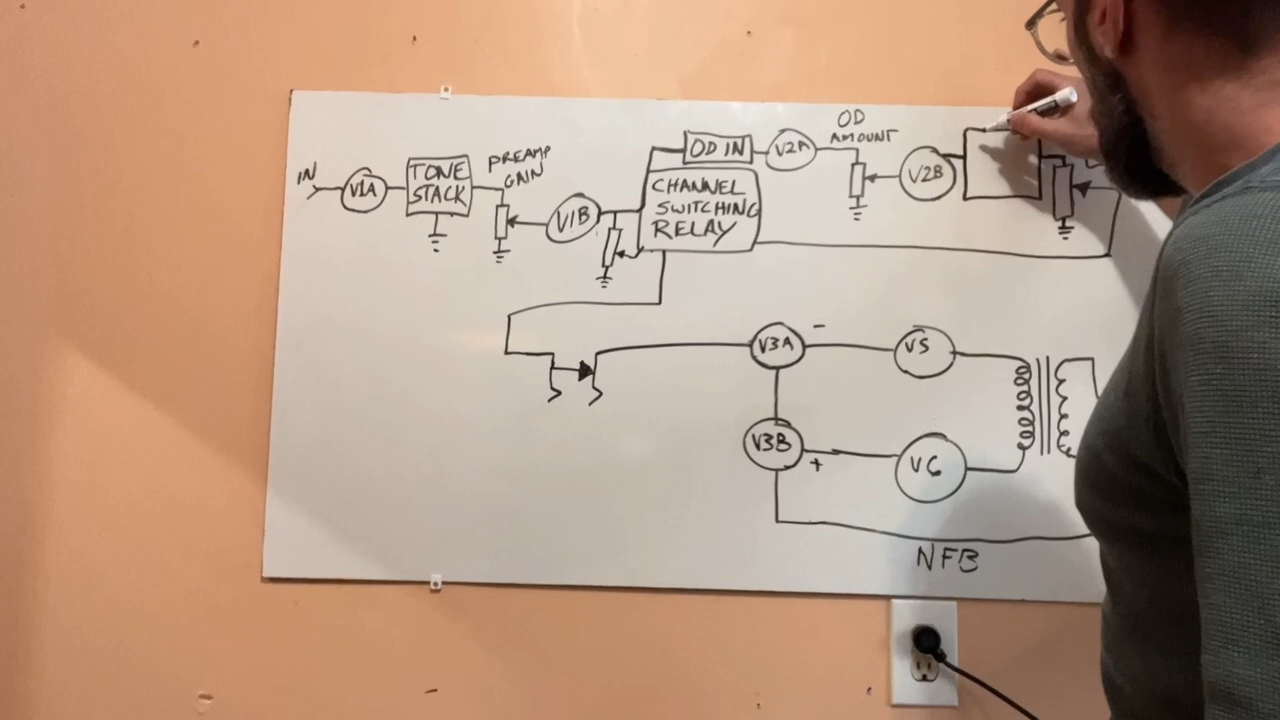 IN
V1A
TONE
STACK
PREAMP
GAIN
V1B
OD IN
CHANNEL
SWITCHING
RELAY
V2A
OD
AMOUNT
V2B
V3A
-
V5
V3B
+
V6
NFB